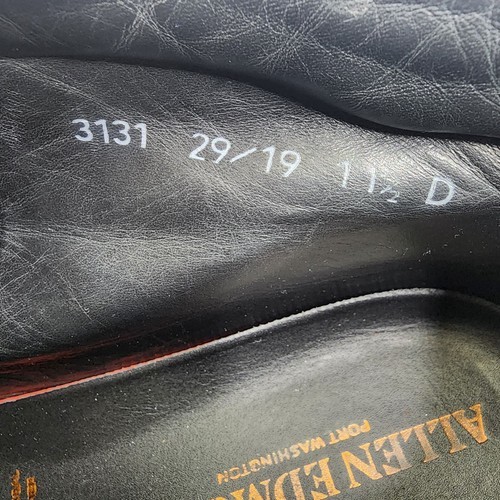 3131 29/19 11½ D
ALLEN EDM
PORT WASHINGTON